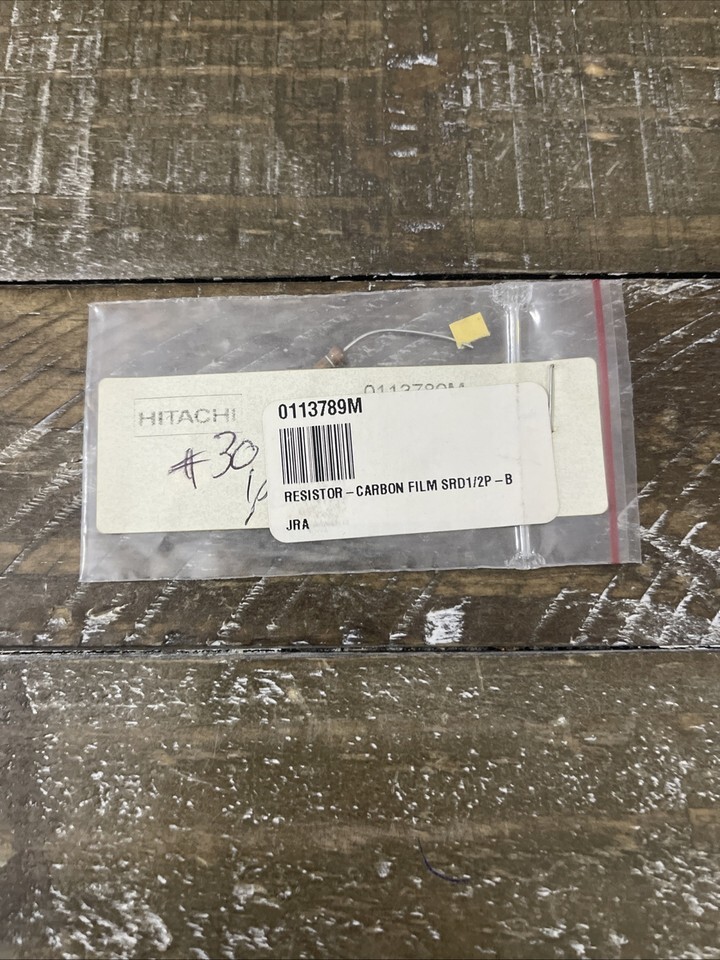 HITACHI
0113789M
#30
0113789M
RESISTOR-CARBON FILM SRD1/2P-B
JRA